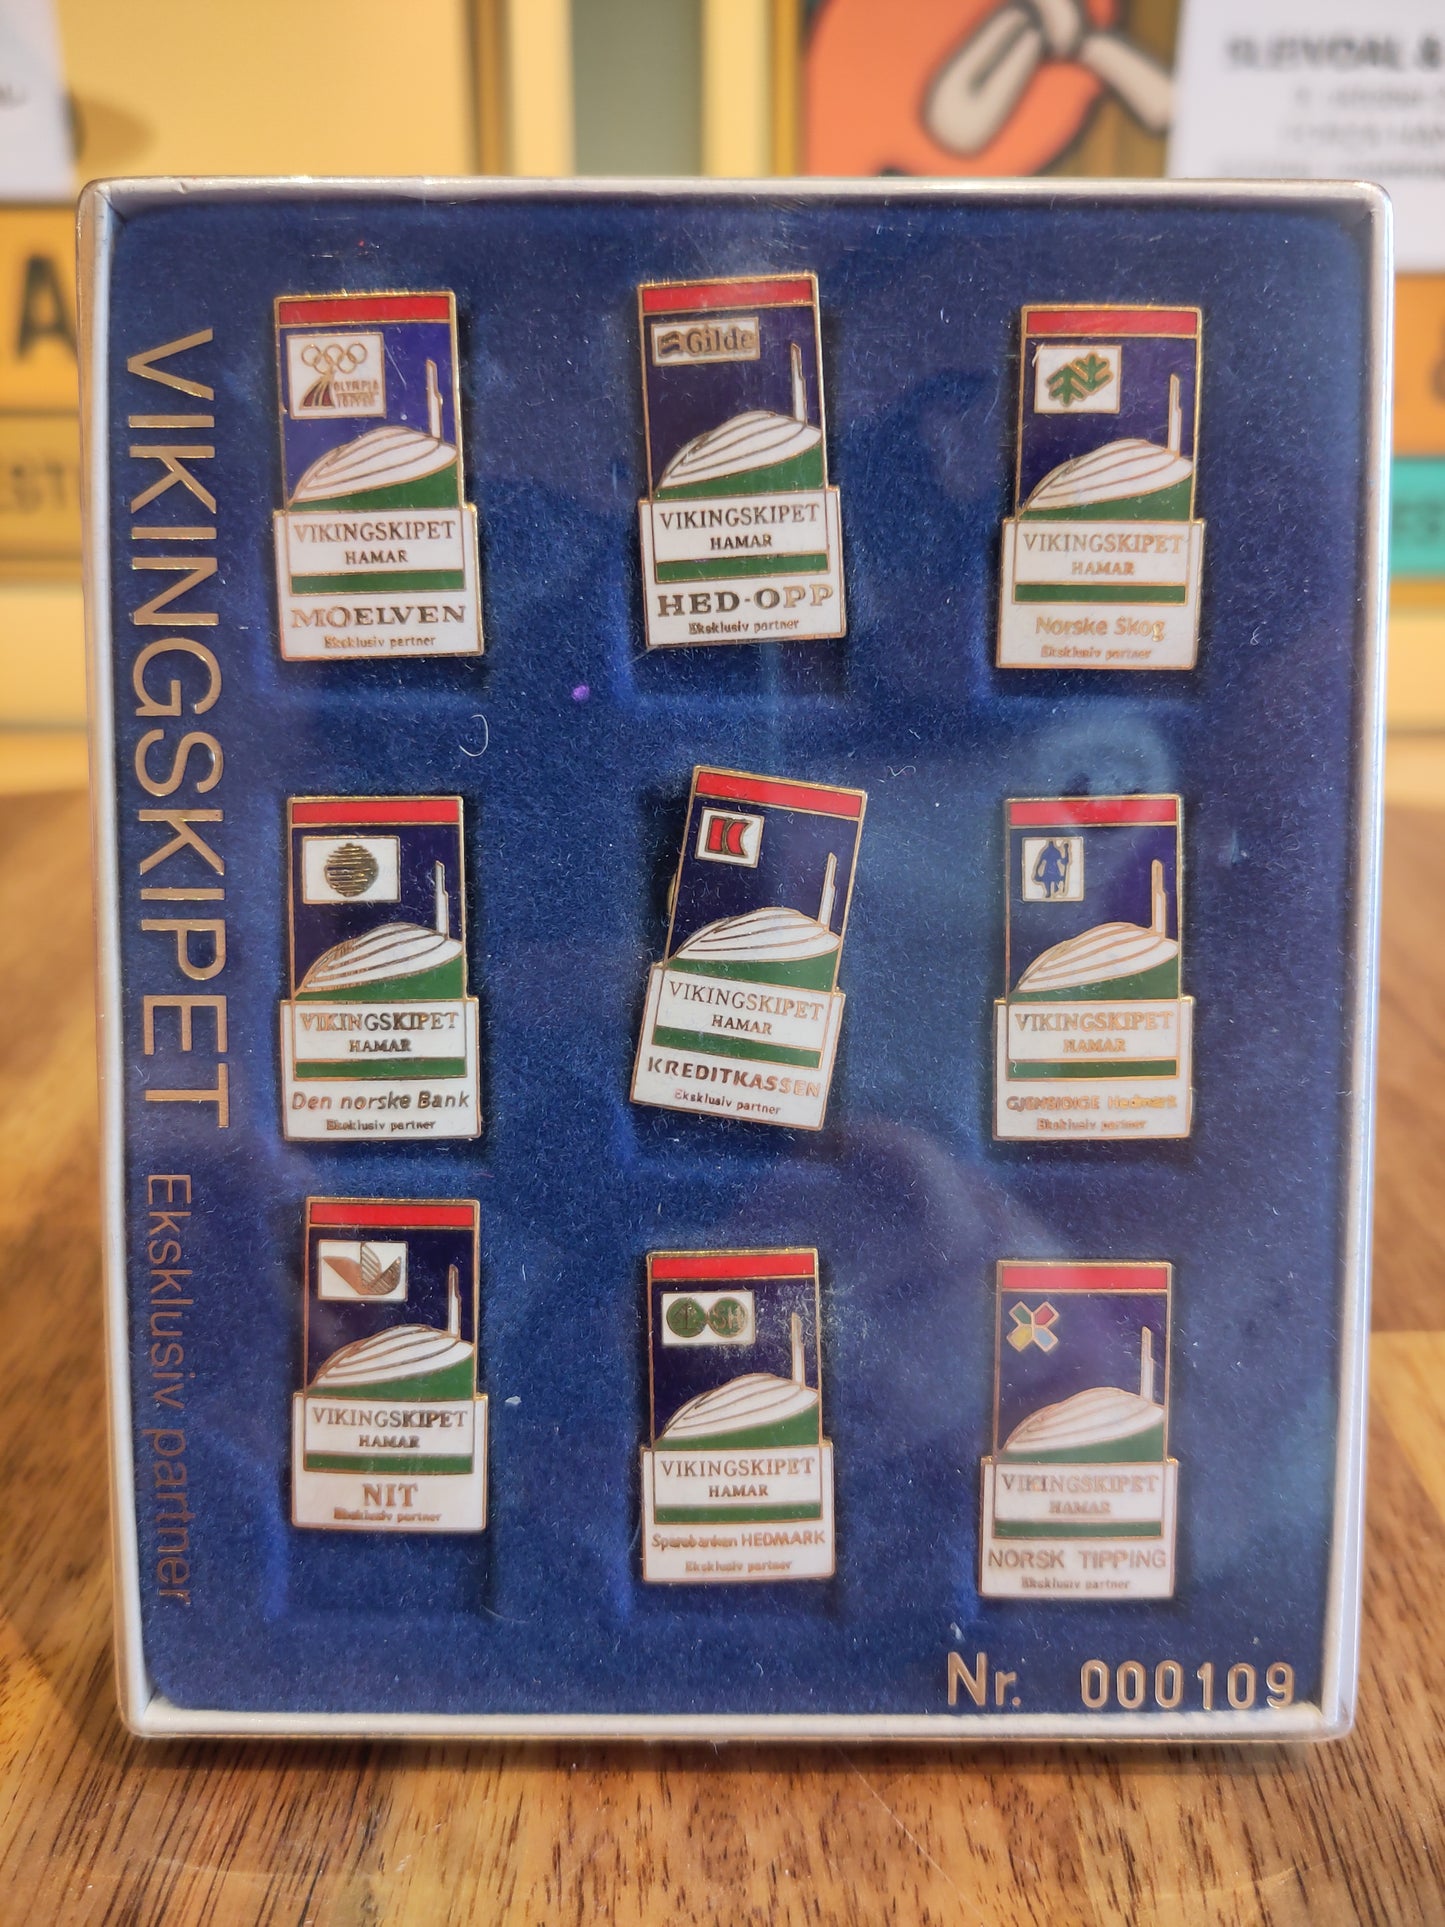 VIKINGSKIPET Eksklusiv partner
OLYMPIA
TOPPEN
VIKINGSKIPET
HAMAR
MOELVEN
Eksklusiv partner
Gilde
VIKINGSKIPET
HAMAR
HED-OPP
Eksklusiv partner
VIKINGSKIPET
HAMAR
Norske Skog
Eksklusiv partner
VIKINGSKIPET
HAMAR
Den norske Bank
Eksklusiv partner
K
VIKINGSKIPET
HAMAR
KREDITKASSEN
Eksklusiv partner
VIKINGSKIPET
HAMAR
GJENSIDIGE Hedmark
Eksklusiv partner
VIKINGSKIPET
HAMAR
NIT
Eksklusiv partner
SH
VIKINGSKIPET
HAMAR
Sparebanken HEDMARK
Eksklusiv partner
VIKINGSKIPET
HAMAR
NORSK TIPPING
Eksklusiv partner
Nr. 000109